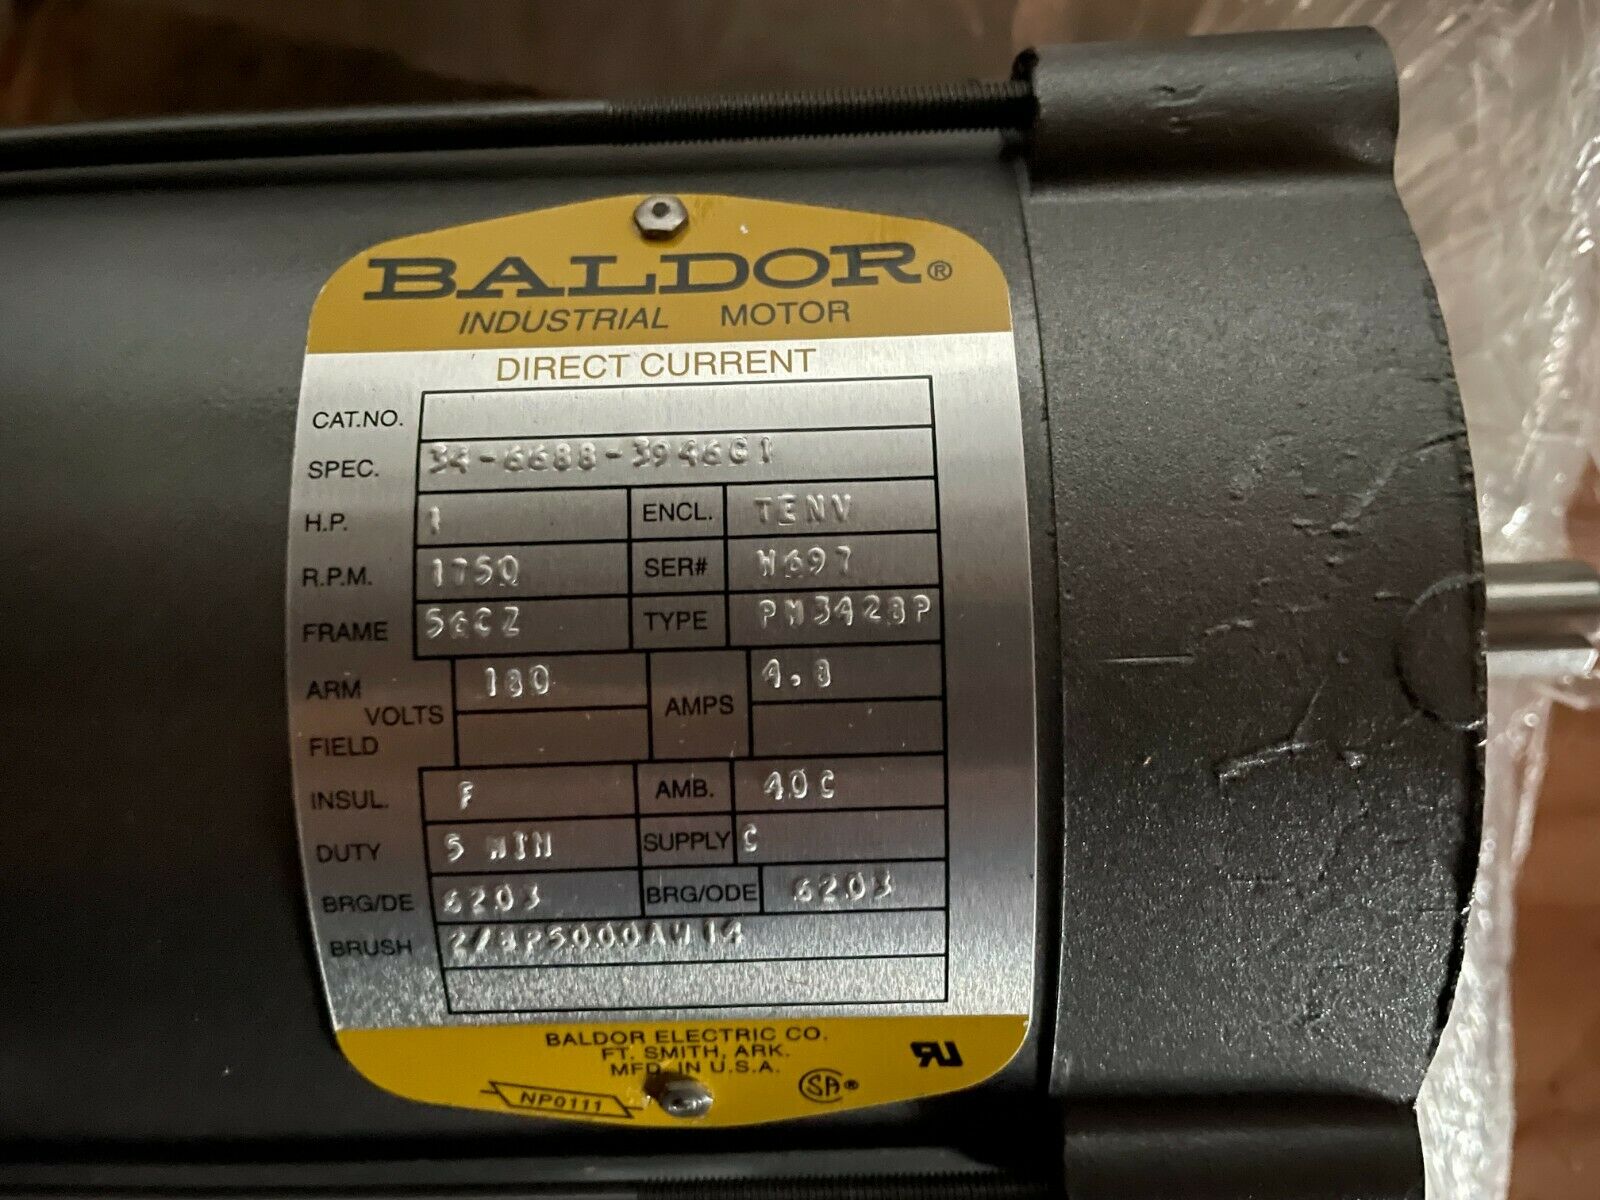 BALDOR®
INDUSTRIAL MOTOR
DIRECT CURRENT
CAT.NO.
SPEC. 34-6688-3946G1
H.P. 1 ENCL. TENV
R.P.M. 1750 SER# W697
FRAME 56CZ TYPE PM3428P
ARM 180 4.8
VOLTS AMPS
FIELD
INSUL. F AMB. 40C
DUTY 5 MIN SUPPLY C
BRG/DE 6203 BRG/ODE 6203
BRUSH
BALDOR ELECTRIC CO.
FT. SMITH, ARK.
MFD. IN U.S.A.
NP0111
SA®
RU